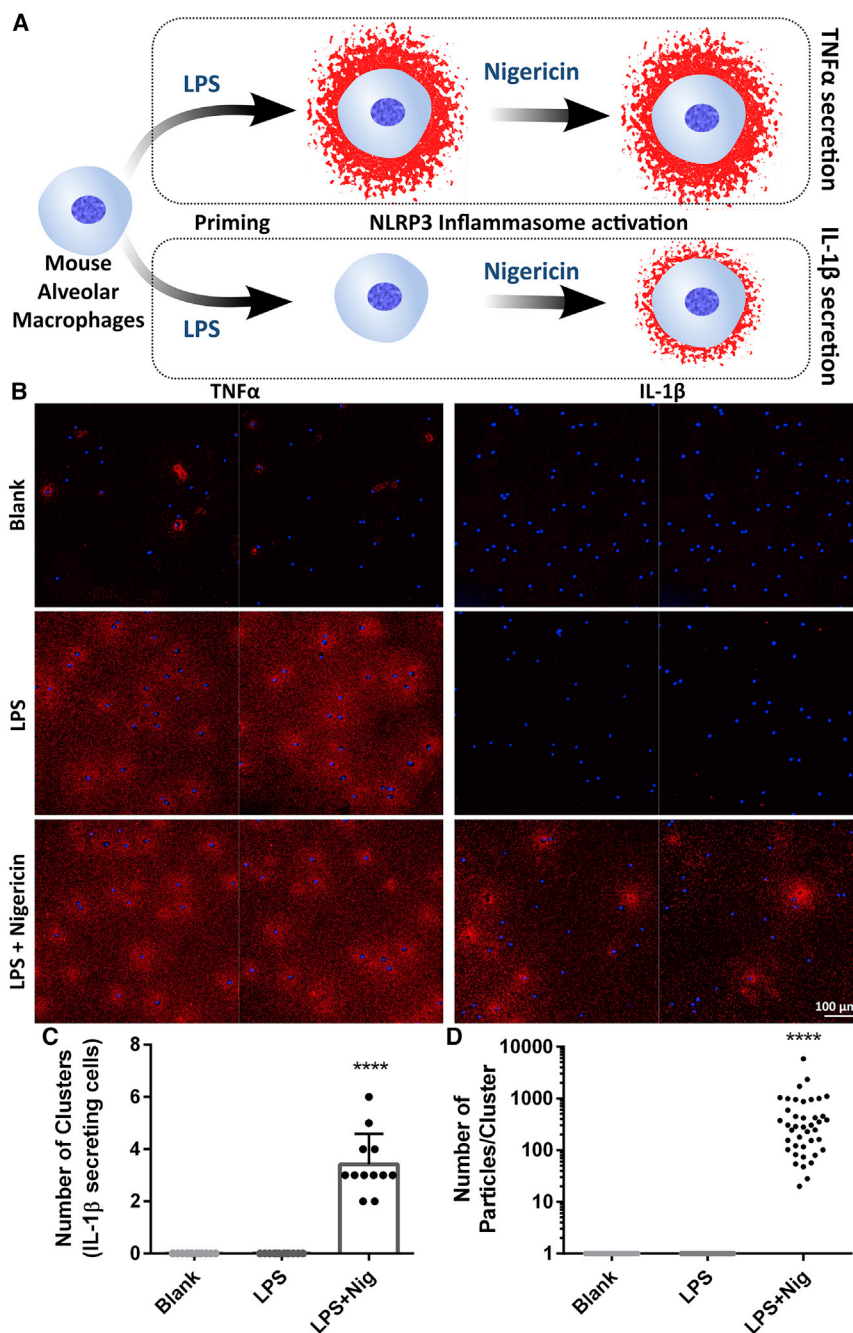 A
LPS
Nigericin
TNFα secretion
Mouse
Alveolar
Macrophages
Priming
NLRP3 Inflammasome activation
LPS
Nigericin
IL-1β secretion
B
TNFα
IL-1β
Blank
LPS
LPS + Nigericin
100 µm
C
Number of Clusters
(IL-1β secreting cells)
8
6
4
2
0
****
Blank
LPS
LPS+Nig
D
Number of
Particles/Cluster
10000
1000
100
10
1
****
Blank
LPS
LPS+Nig